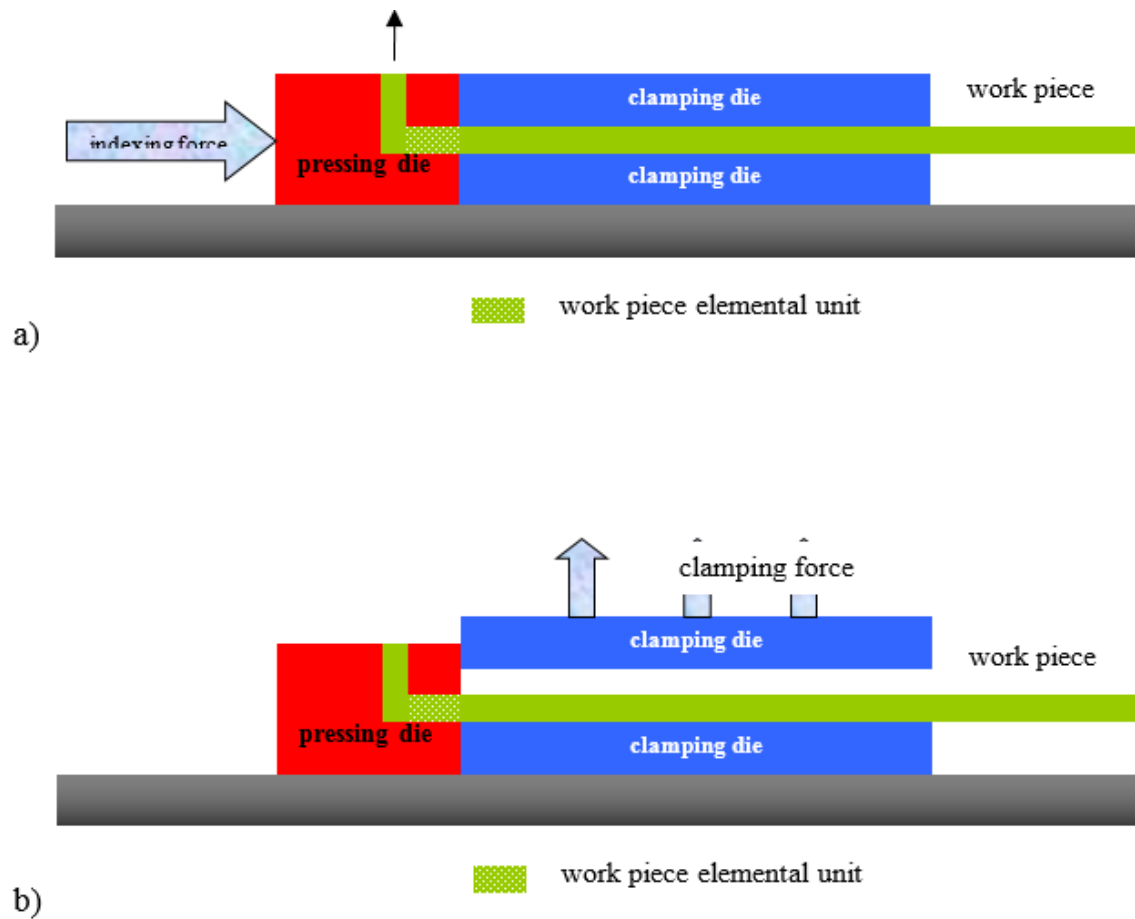 clamping die
work piece
indexing force
pressing die
clamping die
work piece elemental unit
a)
clamping force
clamping die
work piece
pressing die
clamping die
work piece elemental unit
b)